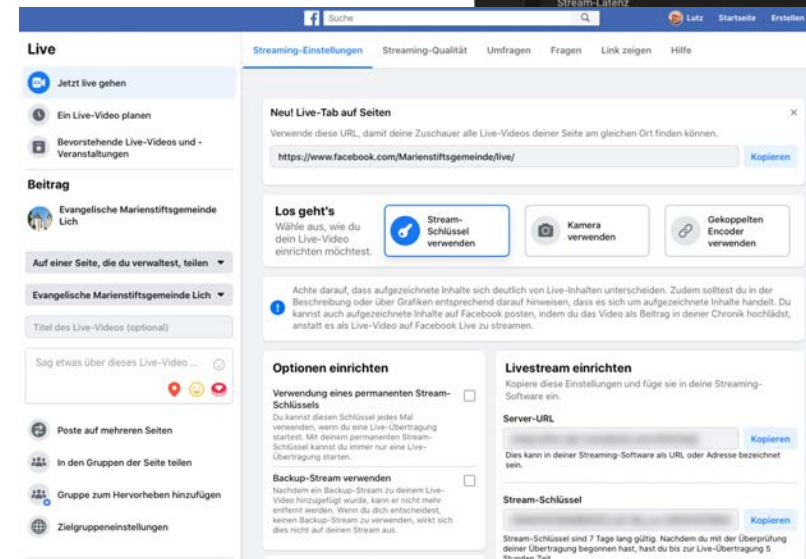 Stream-Latenz
Suche
Lutz
Startseite
Erstellen
Live
Jetzt live gehen
Ein Live-Video planen
Bevorstehende Live-Videos und -
Veranstaltungen
Beitrag
Evangelische Marienstiftsgemeinde
Lich
Auf einer Seite, die du verwaltest, teilen
Evangelische Marienstiftsgemeinde Lich
Titel des Live-Videos (optional)
Sag etwas über dieses Live-Video ...
Poste auf mehreren Seiten
In den Gruppen der Seite teilen
Gruppe zum Hervorheben hinzufügen
Zielgruppeneinstellungen
Streaming-Einstellungen
Streaming-Qualität
Umfragen
Fragen
Link zeigen
Hilfe
Neu! Live-Tab auf Seiten
Verwende diese URL, damit deine Zuschauer alle Live-Videos deiner Seite am gleichen Ort finden können.
https://www.facebook.com/Marienstiftsgemeinde/live/
Kopieren
Los geht's
Wähle aus, wie du
dein Live-Video
einrichten möchtest.
Stream-
Schlüssel
verwenden
Kamera
verwenden
Gekoppelten
Encoder
verwenden
Achte darauf, dass aufgezeichnete Inhalte sich deutlich von Live-Inhalten unterscheiden. Zudem solltest du in der
Beschreibung oder über Grafiken entsprechend darauf hinweisen, dass es sich um aufgezeichnete Inhalte handelt. Du
kannst auch aufgezeichnete Inhalte auf Facebook posten, indem du das Video als Beitrag in deiner Chronik hochlädst,
anstatt es als Live-Video auf Facebook Live zu streamen.
Optionen einrichten
Verwendung eines permanenten Stream-
Schlüssels
Du kannst diesen Schlüssel jedes Mal
verwenden, wenn du eine Live-Übertragung
startest. Mit deinem permanenten Stream-
Schlüssel kannst du immer nur eine Live-
Übertragung starten.
Backup-Stream verwenden
Nachdem ein Backup-Stream zu deinem Live-
Video hinzugefügt wurde, kann er nicht mehr
entfernt werden. Wenn du dich entscheidest,
keinen Backup-Stream zu verwenden, wirkt sich
dies nicht auf deinen Stream aus.
Livestream einrichten
Kopiere diese Einstellungen und füge sie in deine Streaming-
Software ein.
Server-URL
Kopieren
Dies kann in deiner Streaming-Software als URL oder Adresse bezeichnet
sein.
Stream-Schlüssel
Kopieren
Stream-Schlüssel sind 7 Tage lang gültig. Nachdem du mit der Überprüfung
deiner Übertragung begonnen hast, hast du bis zur Live-Übertragung 5
Stunden Zeit.